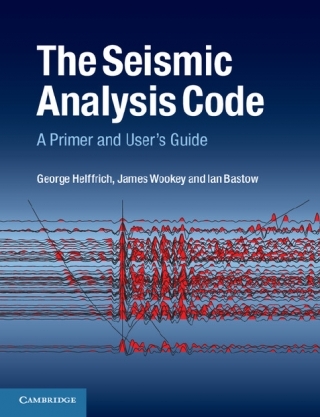 The Seismic
Analysis Code
A Primer and User's Guide
George Helffrich, James Wookey and Ian Bastow
CAMBRIDGE